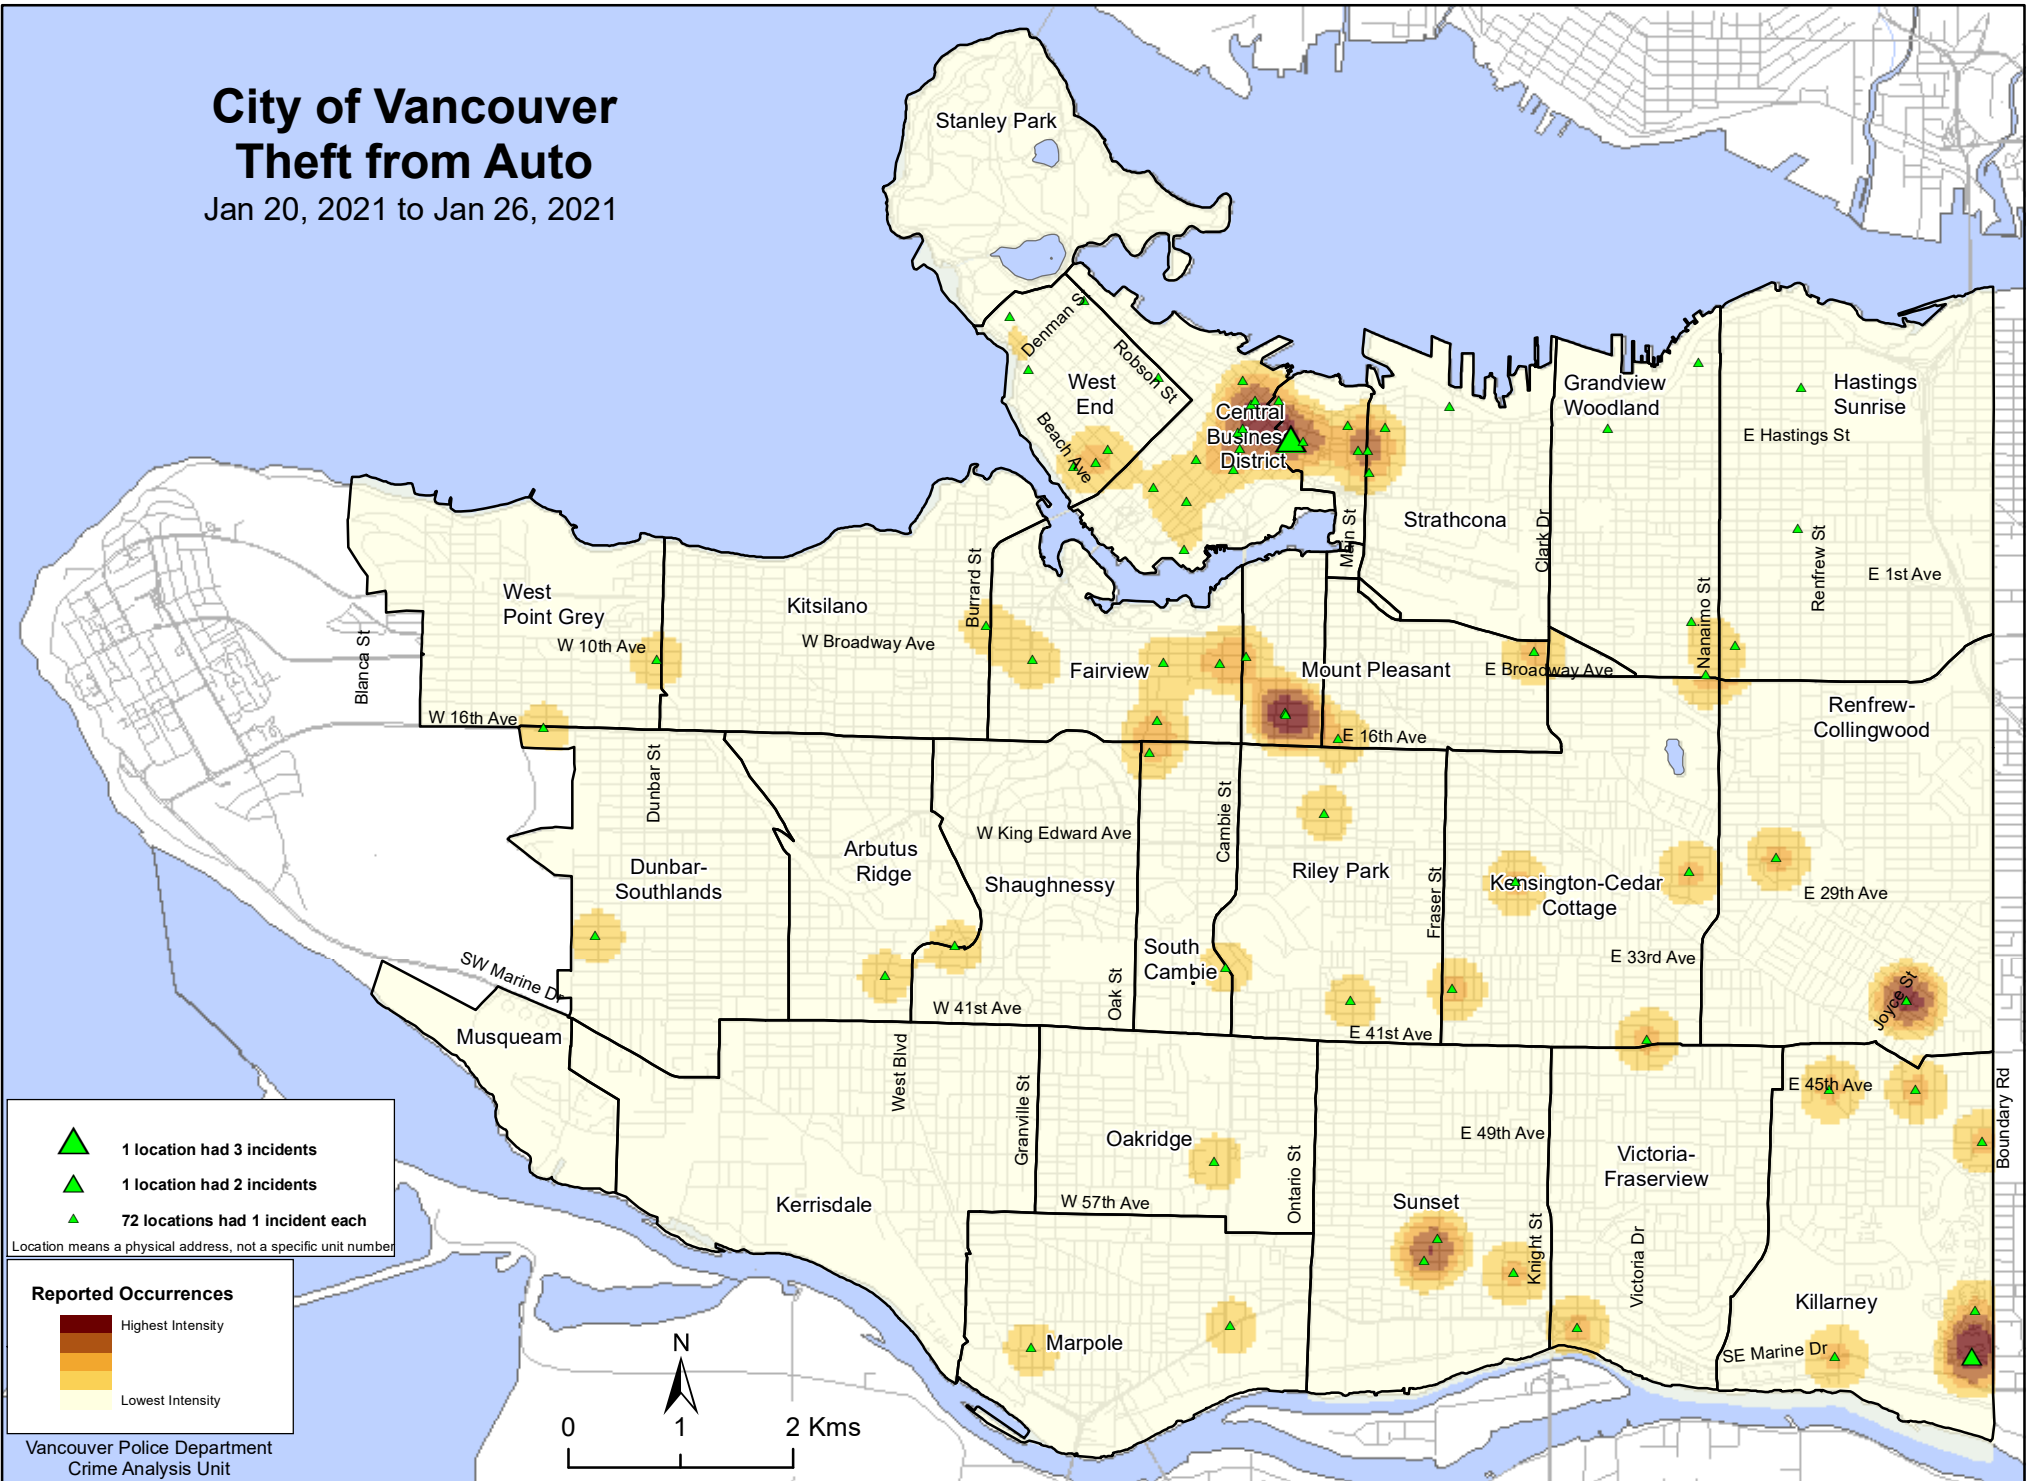 City of Vancouver
Theft from Auto
Jan 20, 2021 to Jan 26, 2021
Stanley Park
Denman St
Robson St
West
End
Beach Ave
Central
Business
District
Grandview
Woodland
Hastings
Sunrise
E Hastings St
Strathcona
Main St
Clark Dr
Nanaimo St
Renfrew St
E 1st Ave
West
Point Grey
W 10th Ave
Blanca St
W 16th Ave
Kitsilano
W Broadway Ave
Burrard St
Fairview
Mount Pleasant
E Broadway Ave
E 16th Ave
Renfrew-
Collingwood
Dunbar St
Dunbar-
Southlands
Arbutus
Ridge
W King Edward Ave
Shaughnessy
Cambie St
Riley Park
Fraser St
Kensington-Cedar
Cottage
E 29th Ave
E 33rd Ave
South
Cambie
Oak St
SW Marine Dr
Musqueam
W 41st Ave
E 41st Ave
Joyce St
West Blvd
Granville St
Oakridge
Ontario St
W 57th Ave
E 49th Ave
E 45th Ave
Boundary Rd
Victoria-
Fraserview
Kerrisdale
Sunset
Knight St
Victoria Dr
Killarney
SE Marine Dr
Marpole
1 location had 3 incidents
1 location had 2 incidents
72 locations had 1 incident each
Location means a physical address, not a specific unit number
Reported Occurrences
Highest Intensity
Lowest Intensity
Vancouver Police Department
Crime Analysis Unit
N
0 1 2 Kms